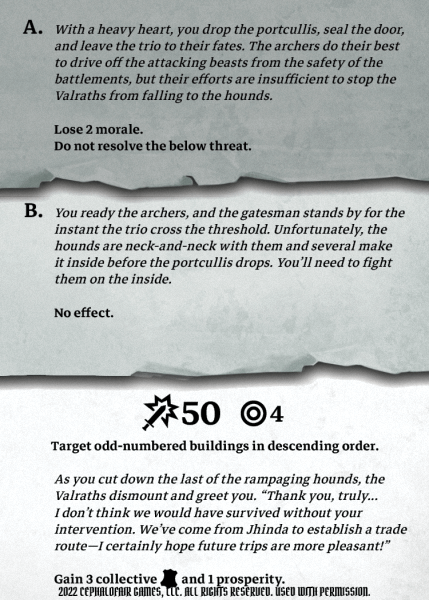 A. With a heavy heart, you drop the portcullis, seal the door,
and leave the trio to their fates. The archers do their best
to drive off the attacking beasts from the safety of the
battlements, but their efforts are insufficient to stop the
Valraths from falling to the hounds.
Lose 2 morale.
Do not resolve the below threat.
B. You ready the archers, and the gatesman stands by for the
instant the trio cross the threshold. Unfortunately, the
hounds are neck-and-neck with them and several make
it inside before the portcullis drops. You’ll need to fight
them on the inside.
No effect.
50 4
Target odd-numbered buildings in descending order.
As you cut down the last of the rampaging hounds, the
Valraths dismount and greet you. “Thank you, truly...
I don’t think we would have survived without your
intervention. We’ve come from Jhinda to establish a trade
route—I certainly hope future trips are more pleasant!”
Gain 3 collective and 1 prosperity.
2022 CEPHALOFAIR GAMES, LLC. ALL RIGHTS RESERVED. USED WITH PERMISSION.